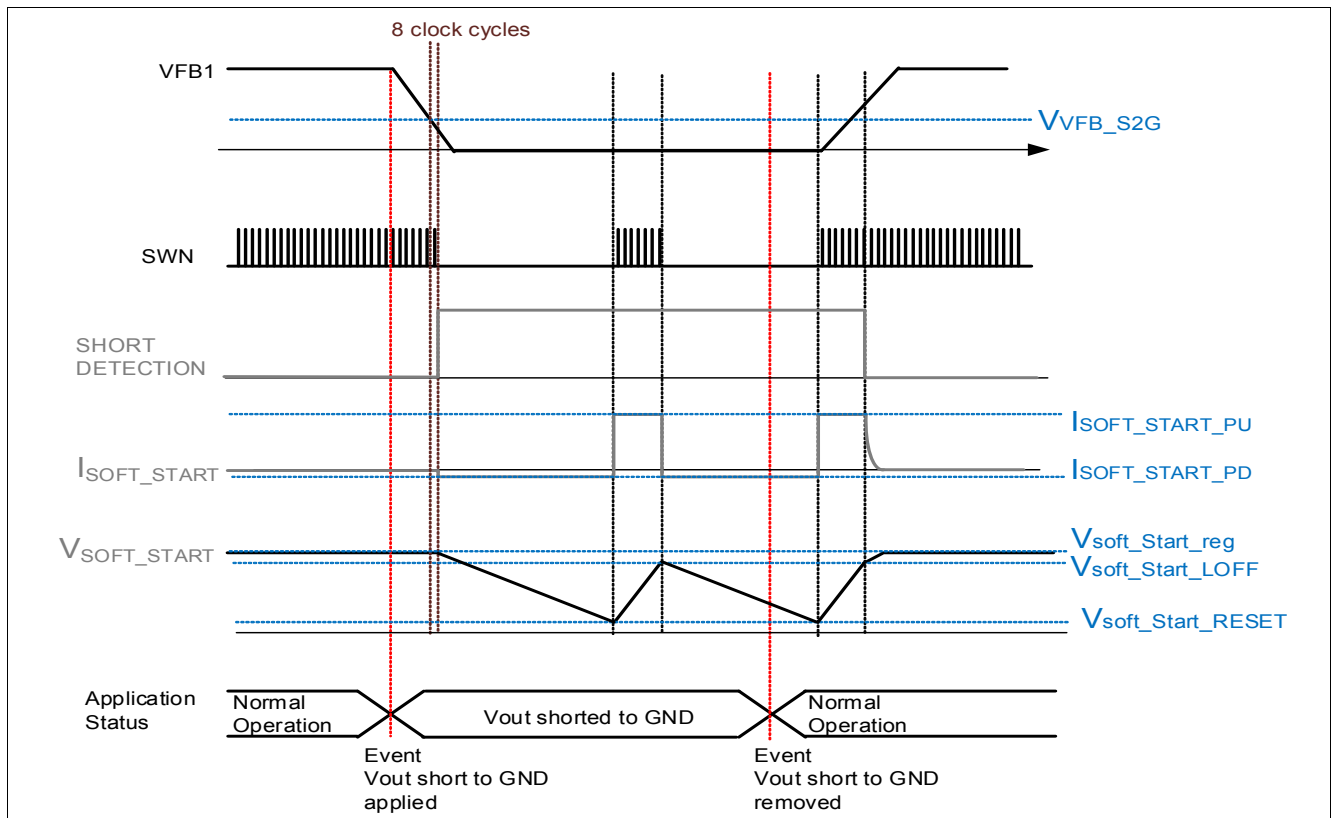 8 clock cycles
VFB1
VVFB_S2G
SWN
SHORT
DETECTION
ISOFT_START_PU
ISOFT_START
ISOFT_START_PD
VSOFT_START
Vsoft_Start_reg
Vsoft_Start_LOFF
Vsoft_Start_RESET
Application
Status
Normal
Operation
Vout shorted to GND
Normal
Operation
Event
Vout short to GND
applied
Event
Vout short to GND
removed